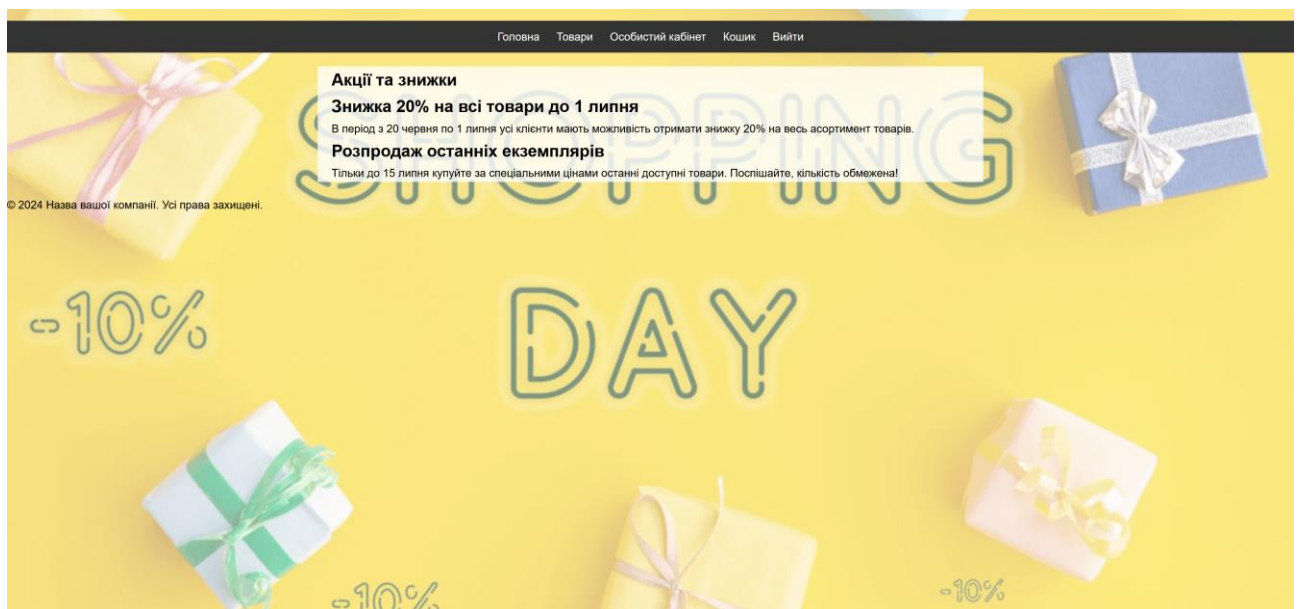 Головна Товари Особистий кабінет Кошик Вийти
Акції та знижки
Знижка 20% на всі товари до 1 липня
В період з 20 червня по 1 липня усі клієнти мають можливість отримати знижку 20% на весь асортимент товарів.
Розпродаж останніх екземплярів
Тільки до 15 липня купуйте за спеціальними цінами останні доступні товари. Поспішайте, кількість обмежена!
SHOPPING
© 2024 Назва вашої компанії. Усі права захищені.
DAY
-10%
-10%
-10%